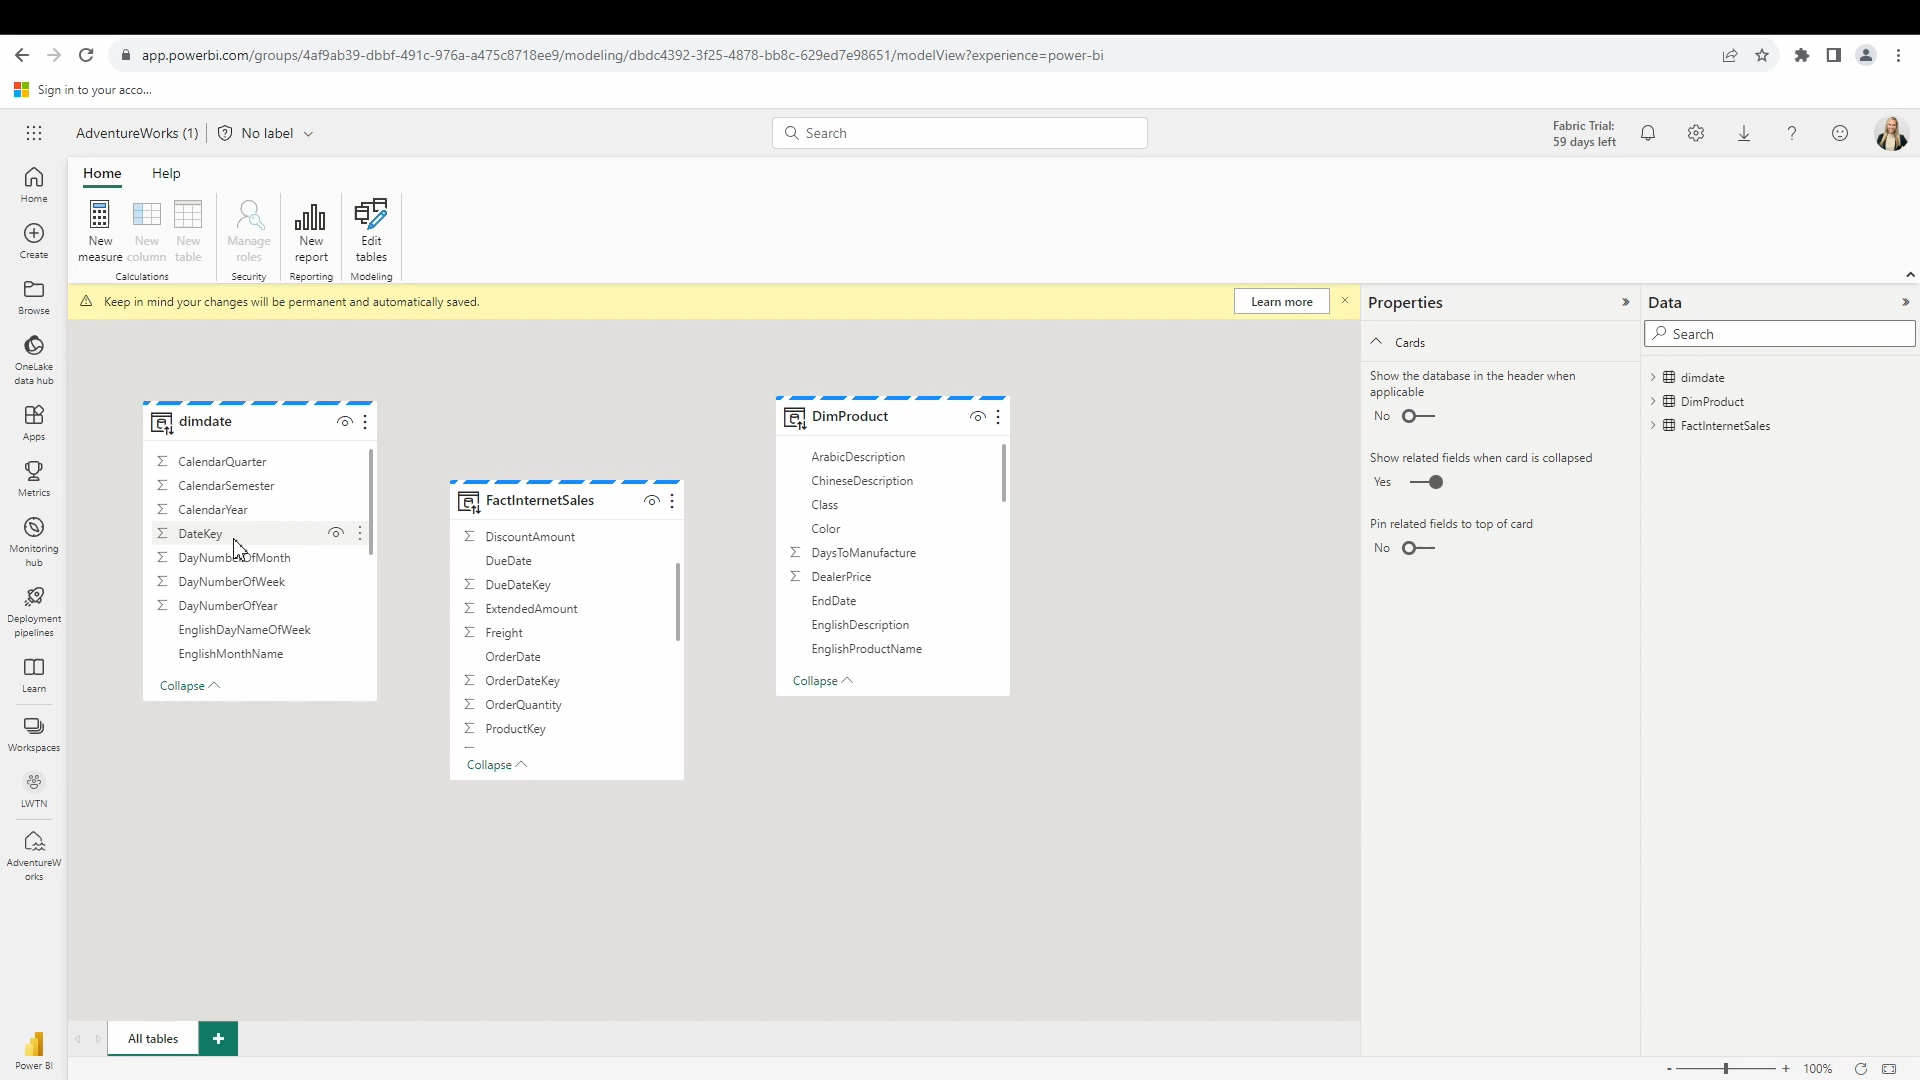 app.powerbi.com/groups/4af9ab39-dbbf-491c-976a-a475c8718ee9/modeling/dbdc4392-3f25-4878-bb8c-629ed7e98651/modelView?experience=power-bi
Sign in to your acco...
AdventureWorks (1)
No label
Search
Fabric Trial:
59 days left
Home
Help
New
measure
New
column
New
table
Calculations
Manage
roles
Security
New
report
Reporting
Edit
tables
Modeling
Home
Create
Browse
OneLake
data hub
Apps
Metrics
Monitoring
hub
Deployment
pipelines
Learn
Workspaces
LWTN
AdventureW
orks
Power BI
Keep in mind your changes will be permanent and automatically saved.
Learn more
dimdate
CalendarQuarter
CalendarSemester
CalendarYear
DateKey
DayNumberOfMonth
DayNumberOfWeek
DayNumberOfYear
EnglishDayNameOfWeek
EnglishMonthName
Collapse
FactInternetSales
DiscountAmount
DueDate
DueDateKey
ExtendedAmount
Freight
OrderDate
OrderDateKey
OrderQuantity
ProductKey
Collapse
DimProduct
ArabicDescription
ChineseDescription
Class
Color
DaysToManufacture
DealerPrice
EndDate
EnglishDescription
EnglishProductName
Collapse
Properties
Cards
Show the database in the header when
applicable
No
Show related fields when card is collapsed
Yes
Pin related fields to top of card
No
Data
Search
dimdate
DimProduct
FactInternetSales
All tables
+
- + 100%